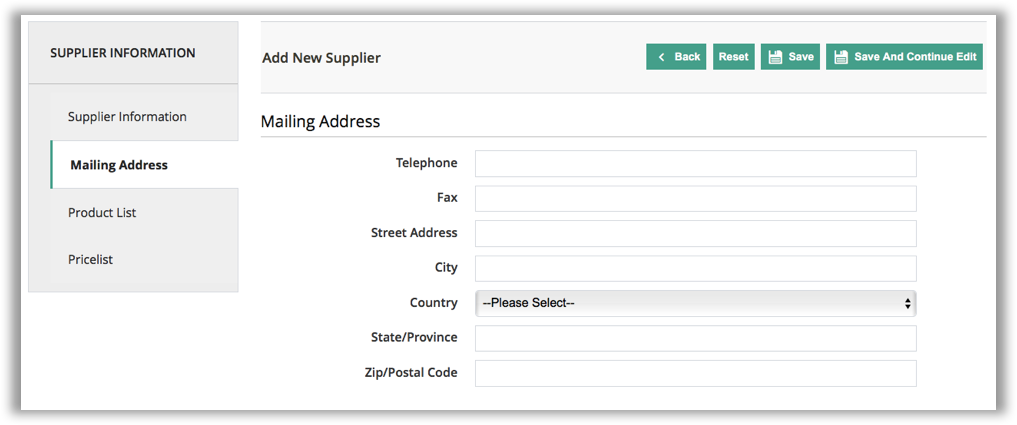 SUPPLIER INFORMATION
Supplier Information
Mailing Address
Product List
Pricelist
Add New Supplier
Back Reset Save Save And Continue Edit
Mailing Address
Telephone
Fax
Street Address
City
Country --Please Select--
State/Province
Zip/Postal Code